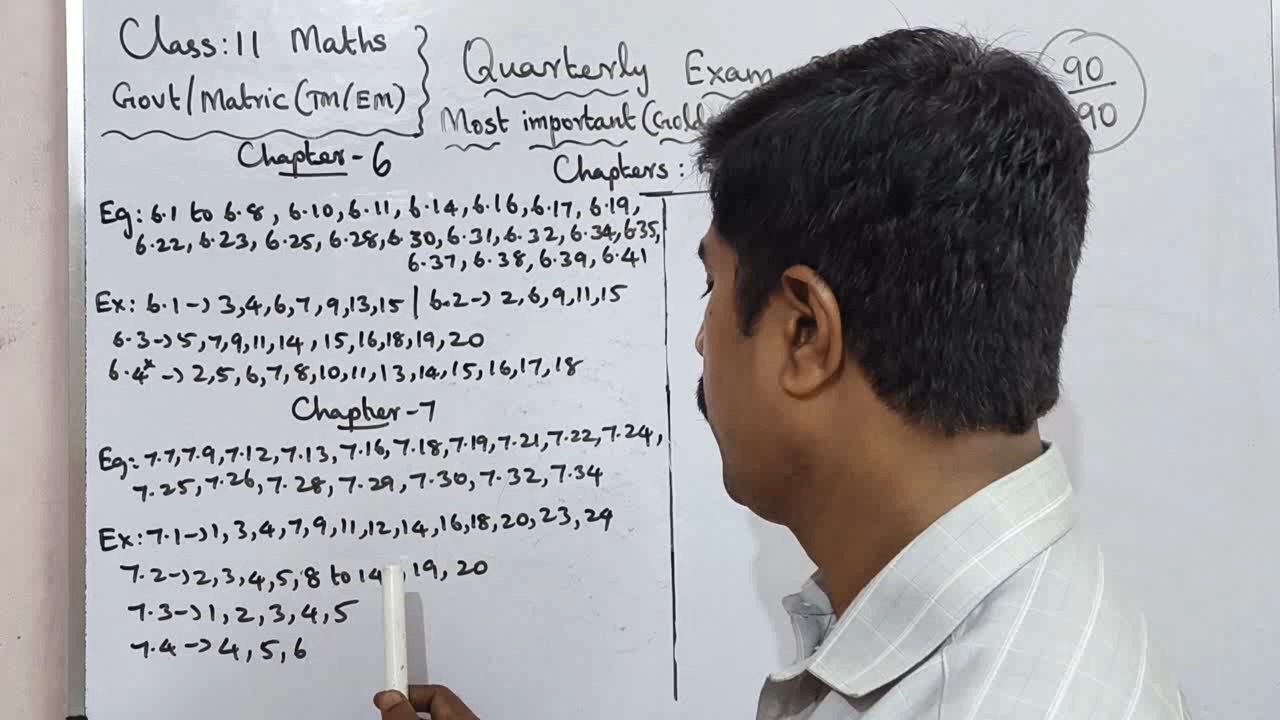 Class: 11 Maths
Govt/Matric (TM/EM)
Quarterly Exam
Most important (Gold
90
90
Chapter - 6
Chapters :
Eg: 6.1 to 6.8, 6.10, 6.11, 6.14, 6.16, 6.17, 6.19,
6.22, 6.23, 6.25, 6.28, 6.30, 6.31, 6.32, 6.34, 6.35,
6.37, 6.38, 6.39, 6.41
Ex: 6.1 -> 3, 4, 6, 7, 9, 13, 15 | 6.2 -> 2, 6, 9, 11, 15
6.3 -> 5, 7, 9, 11, 14, 15, 16, 18, 19, 20
6.4* -> 2, 5, 6, 7, 8, 10, 11, 13, 14, 15, 16, 17, 18
Chapter - 7
Eg: 7.7, 7.9, 7.12, 7.13, 7.16, 7.18, 7.19, 7.21, 7.22, 7.24,
7.25, 7.26, 7.28, 7.29, 7.30, 7.32, 7.34
Ex: 7.1 -> 1, 3, 4, 7, 9, 11, 12, 14, 16, 18, 20, 23, 24
7.2 -> 2, 3, 4, 5, 8 to 14, 19, 20
7.3 -> 1, 2, 3, 4, 5
7.4 -> 4, 5, 6